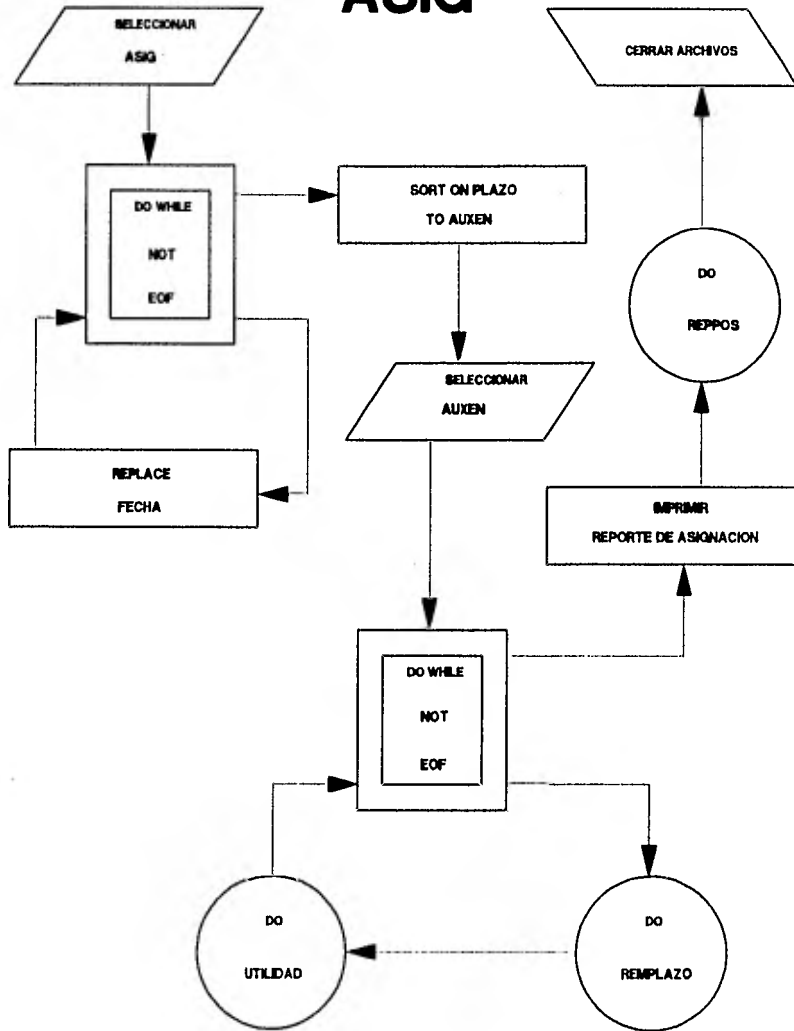 ASIG
SELECCIONAR
ASIG
DO WHILE
NOT
EOF
REPLACE
FECHA
SORT ON PLAZO
TO AUXEN
SELECCIONAR
AUXEN
DO WHILE
NOT
EOF
DO
REMPLAZO
DO
UTILIDAD
IMPRIMIR
REPORTE DE ASIGNACION
DO
REPPOS
CERRAR ARCHIVOS